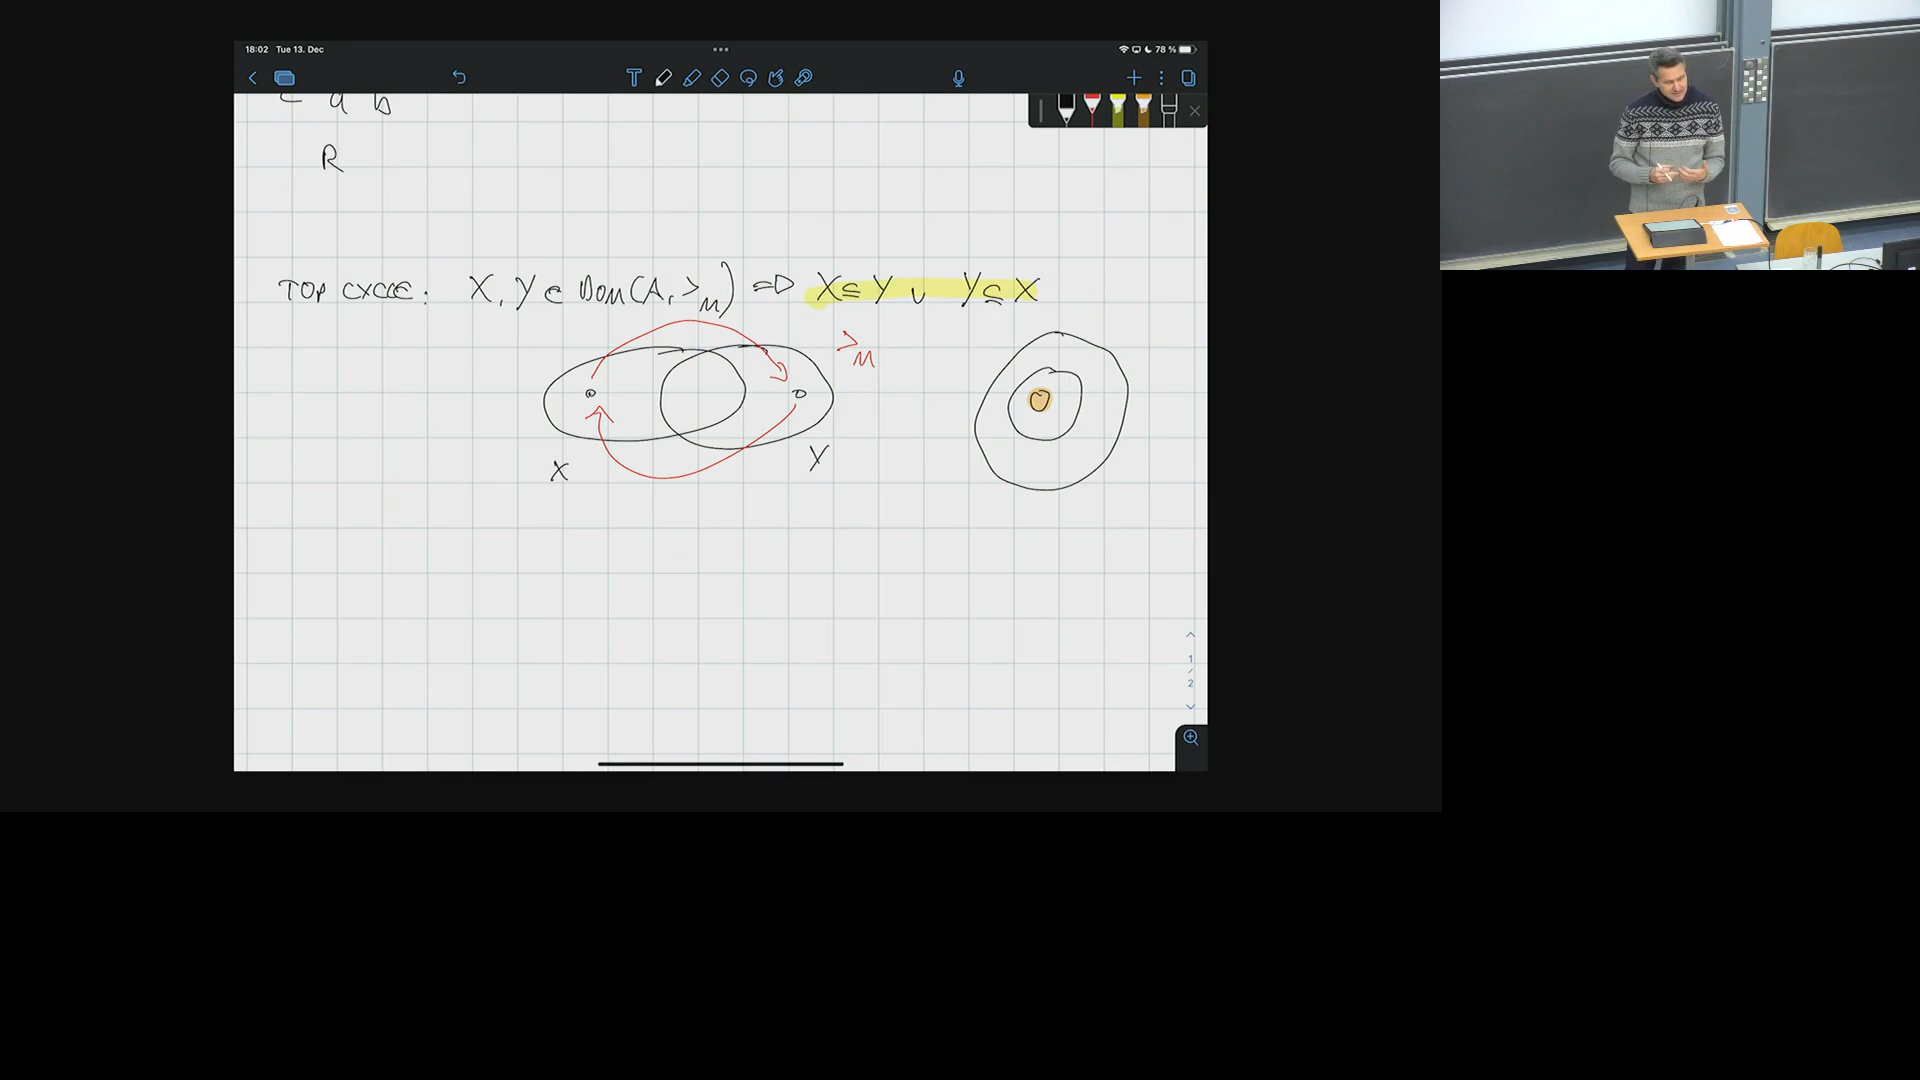 18:02 Tue 13. Dec
78 %
c a b
R
TOP CYCLE: X, Y ∈ DOM(A, >M) => X ⊆ Y ∪ Y ⊆ X
>M
X
Y
1
/
2